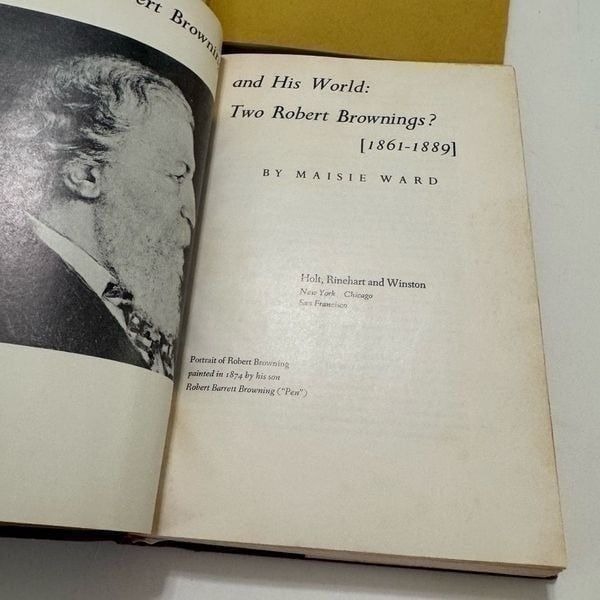 ert Browning
and His World:
Two Robert Brownings?
[1861-1889]
BY MAISIE WARD
Holt, Rinehart and Winston
New York Chicago
San Francisco
Portrait of Robert Browning
painted in 1874 by his son
Robert Barrett Browning ("Pen")